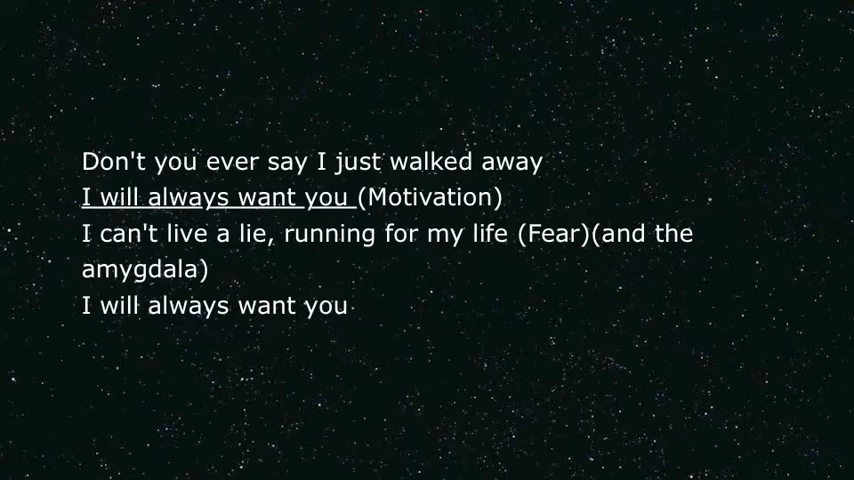 Don't you ever say I just walked away
I will always want you (Motivation)
I can't live a lie, running for my life (Fear)(and the
amygdala)
I will always want you